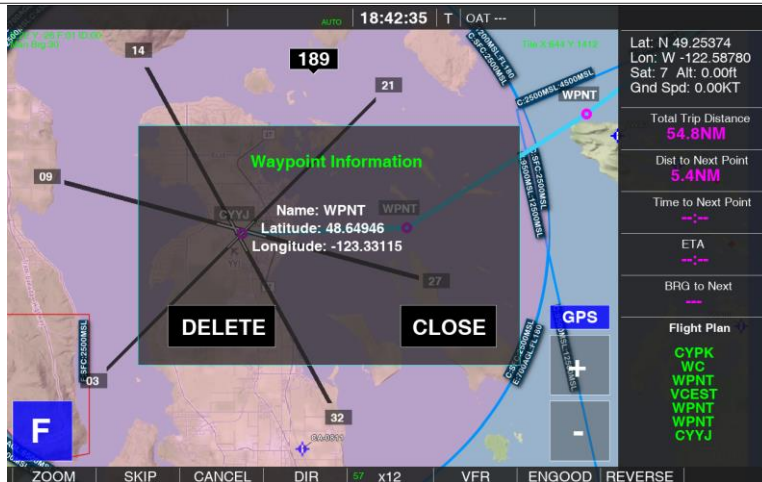 AUTO 18:42:35 T OAT ---
189
14
21
09
27
03
32
CYYJ
WPNT
WPNT
C:2500MSL:4500MSL
Waypoint Information
Name: WPNT
Latitude: 48.64946
Longitude: -123.33115
DELETE CLOSE
GPS
+
-
F
Lat: N 49.25374
Lon: W -122.58780
Sat: 7 Alt: 0.00ft
Gnd Spd: 0.00KT
Total Trip Distance
54.8NM
Dist to Next Point
5.4NM
Time to Next Point
--:--
ETA
--:--
BRG to Next
---
Flight Plan
CYPK
WC
WPNT
VCEST
WPNT
WPNT
CYYJ
ZOOM SKIP CANCEL DIR 57 x12 VFR ENGOOD REVERSE